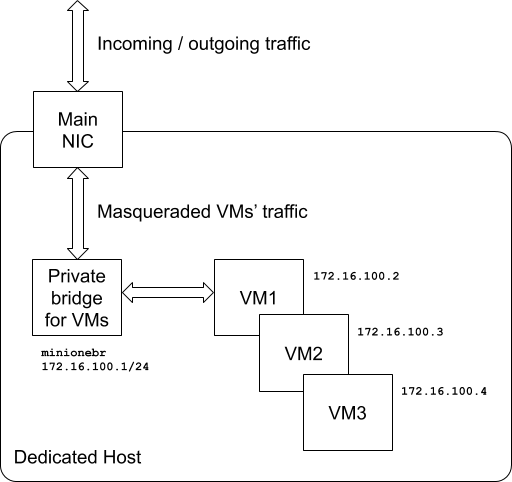 Incoming / outgoing traffic
Main
NIC
Masqueraded VMs’ traffic
Private
bridge
for VMs
minionebr
172.16.100.1/24
VM1
172.16.100.2
VM2
172.16.100.3
VM3
172.16.100.4
Dedicated Host